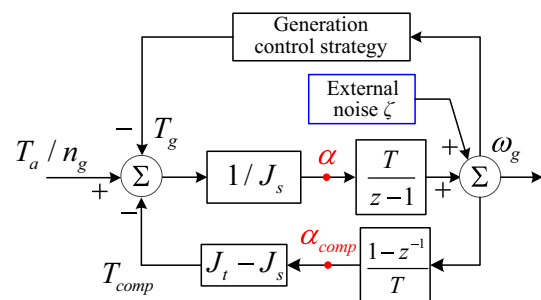 Generation
control strategy
External
noise ζ
−
T_g
ω_g
T_a / n_g
+
Σ
−
1 / J_s
α
T
z − 1
+
+
Σ
T_comp
J_t − J_s
α_comp
1 − z^{-1}
T